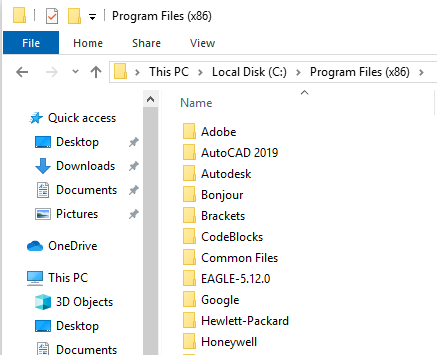 Program Files (x86)
File Home Share View
This PC > Local Disk (C:) > Program Files (x86) >
Name
Quick access
Desktop
Downloads
Documents
Pictures
OneDrive
This PC
3D Objects
Desktop
Documents
Adobe
AutoCAD 2019
Autodesk
Bonjour
Brackets
CodeBlocks
Common Files
EAGLE-5.12.0
Google
Hewlett-Packard
Honeywell